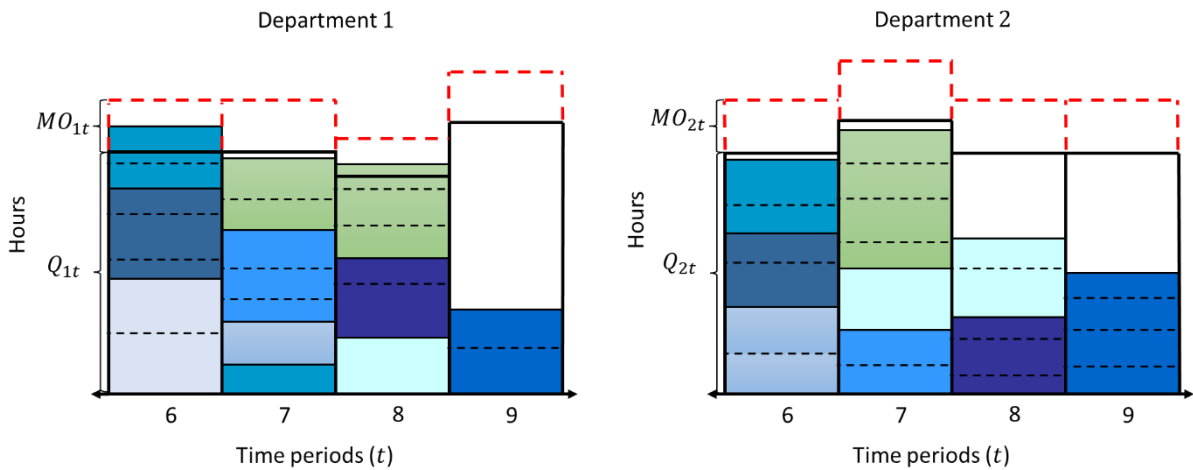 Department 1
MO1t
Hours
Q1t
6 7 8 9
Time periods (t)
Department 2
MO2t
Hours
Q2t
6 7 8 9
Time periods (t)